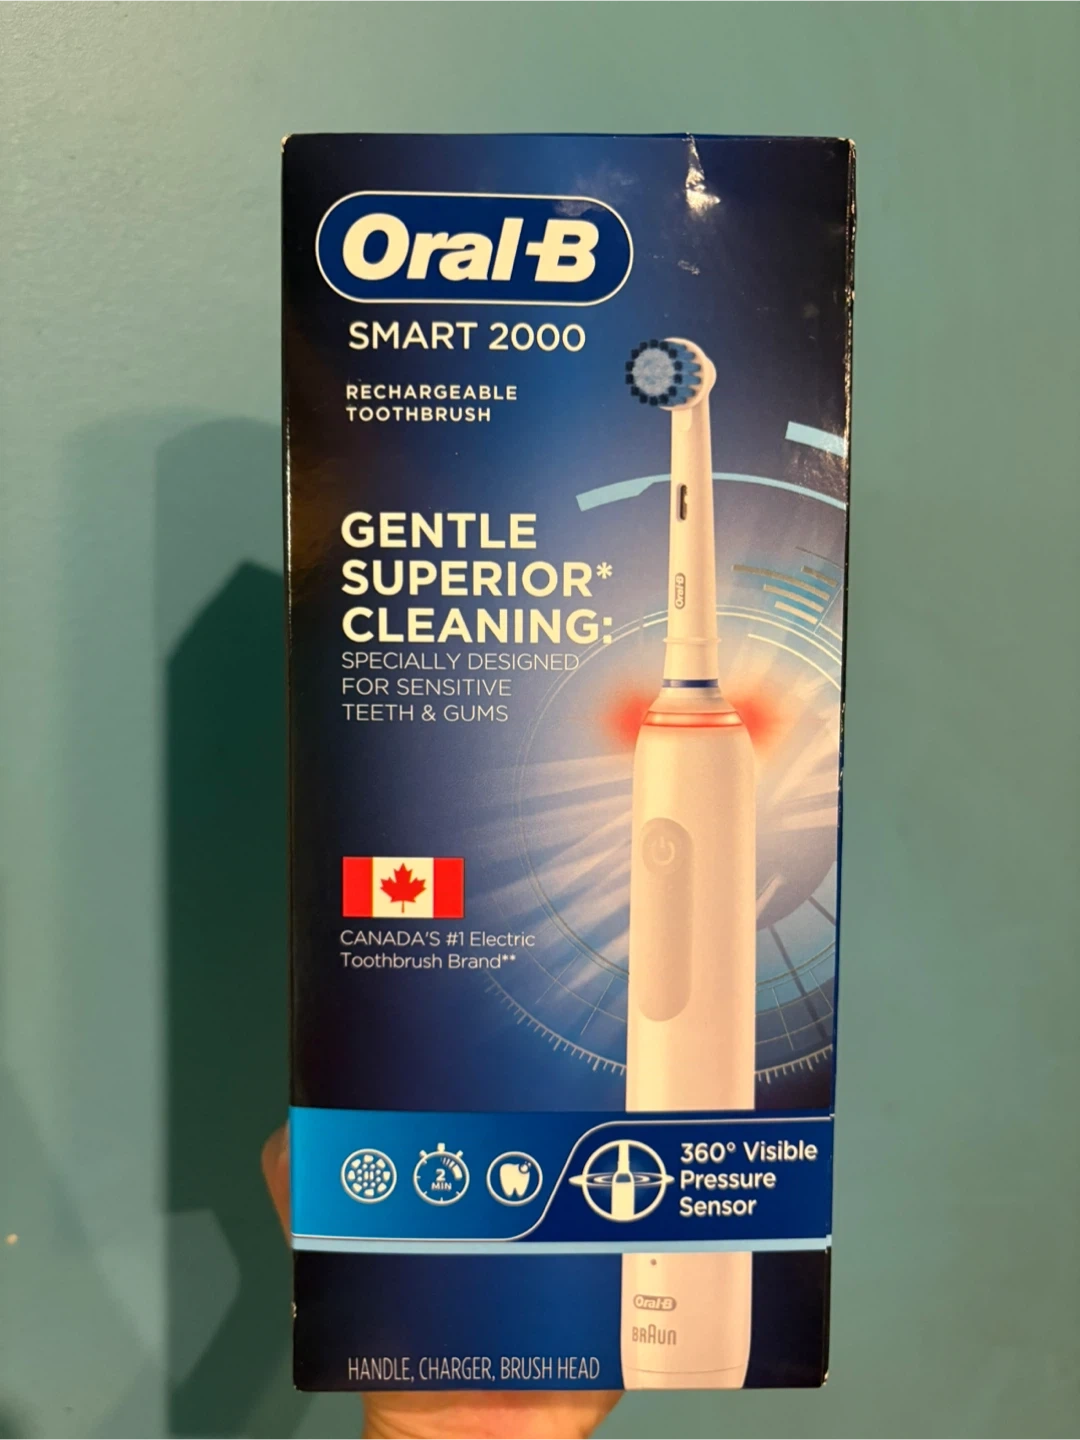 Oral-B
SMART 2000
RECHARGEABLE
TOOTHBRUSH
GENTLE
SUPERIOR*
CLEANING:
SPECIALLY DESIGNED
FOR SENSITIVE
TEETH & GUMS
Oral-B
CANADA'S #1 Electric
Toothbrush Brand**
2
MIN
360° Visible
Pressure
Sensor
Oral-B
BRAUN
HANDLE, CHARGER, BRUSH HEAD